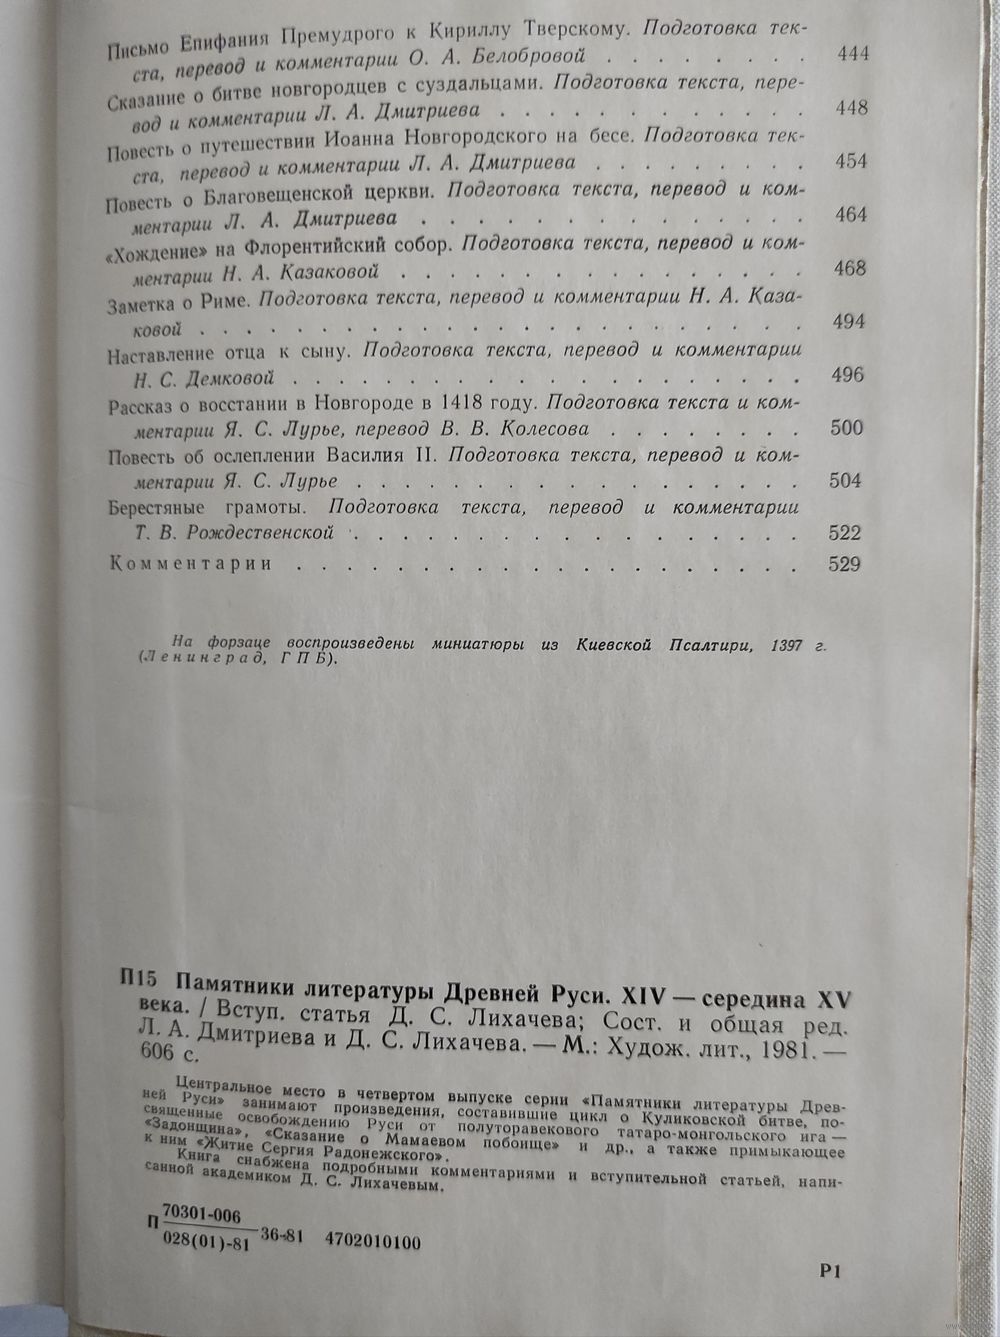 Письмо Епифания Премудрого к Кириллу Тверскому. Подготовка тек-
ста, перевод и комментарии О. А. Белобровой . . . . . . . . 444
Сказание о битве новгородцев с суздальцами. Подготовка текста, пере-
вод и комментарии Л. А. Дмитриева . . . . . . . . . . . . 448
Повесть о путешествии Иоанна Новгородского на бесе. Подготовка тек-
ста, перевод и комментарии Л. А. Дмитриева . . . . . . . . . 454
Повесть о Благовещенской церкви. Подготовка текста, перевод и ком-
ментарии Л. А. Дмитриева . . . . . . . . . . . . . . 464
«Хождение» на Флорентийский собор. Подготовка текста, перевод и ком-
ментарии Н. А. Казаковой . . . . . . . . . . . . . . . 468
Заметка о Риме. Подготовка текста, перевод и комментарии Н. А. Каза-
ковой . . . . . . . . . . . . . . . . . . . . . . 494
Наставление отца к сыну. Подготовка текста, перевод и комментарии
Н. С. Демковой . . . . . . . . . . . . . . . . . . . 496
Рассказ о восстании в Новгороде в 1418 году. Подготовка текста и ком-
ментарии Я. С. Лурье, перевод В. В. Колесова . . . . . . . . 500
Повесть об ослеплении Василия II. Подготовка текста, перевод и ком-
ментарии Я. С. Лурье . . . . . . . . . . . . . . . . . 504
Берестяные грамоты. Подготовка текста, перевод и комментарии
Т. В. Рождественской . . . . . . . . . . . . . . . . . 522
Комментарии . . . . . . . . . . . . . . . . . . . . 529
На форзаце воспроизведены миниатюры из Киевской Псалтири, 1397 г.
(Ленинград, ГПБ).
П15 Памятники литературы Древней Руси. XIV — середина XV
века. / Вступ. статья Д. С. Лихачева; Сост. и общая ред.
Л. А. Дмитриева и Д. С. Лихачева. — М.: Худож. лит., 1981. —
606 с.
Центральное место в четвертом выпуске серии «Памятники литературы Древ-
ней Руси» занимают произведения, составившие цикл о Куликовской битве, по-
священные освобождению Руси от полуторавекового татаро-монгольского ига —
«Задонщина», «Сказание о Мамаевом побоище» и др., а также примыкающее
к ним «Житие Сергия Радонежского».
Книга снабжена подробными комментариями и вступительной статьей, напи-
санной академиком Д. С. Лихачевым.
П 70301-006
028(01)-81 36-81 4702010100
Р1